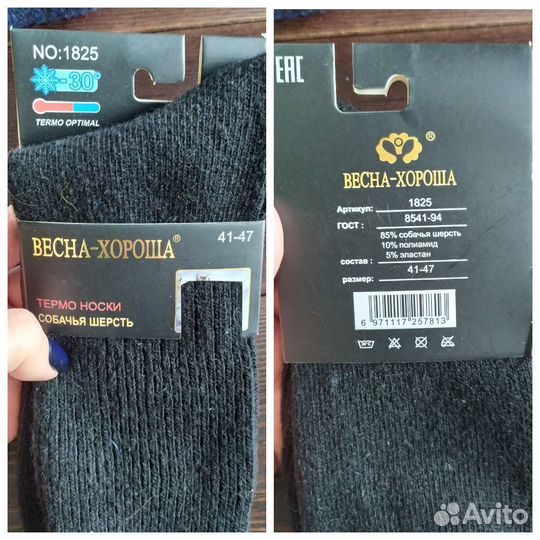 NO:1825
-30°
TERMO OPTIMAL
ВЕСНА-ХОРОША®
41-47
ТЕРМО НОСКИ
СОБАЧЬЯ ШЕРСТЬ
EAC
®
ВЕСНА-ХОРОША
Артикул: 1825
ГОСТ : 8541-94
85% собачья шерсть
10% полиамид
состав : 5% эластан
размер: 41-47
6 971117 257813
Avito